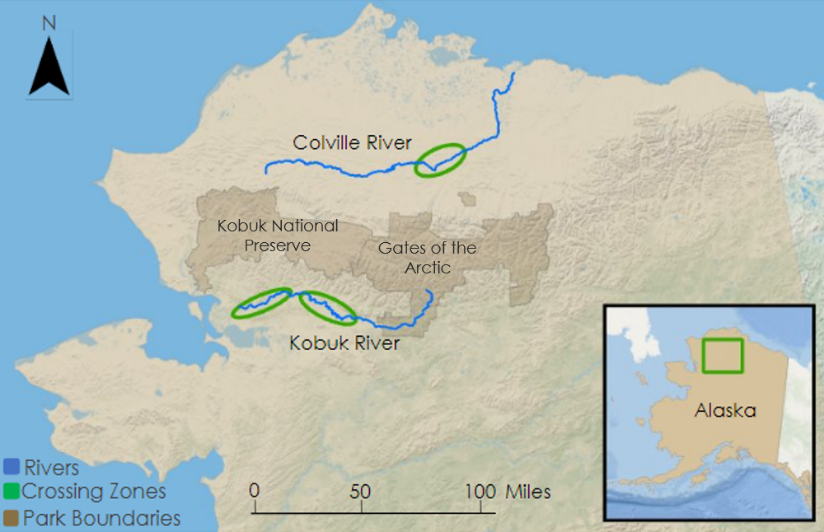 N
Colville River
Kobuk National
Preserve
Gates of the
Arctic
Kobuk River
Alaska
Rivers
Crossing Zones
Park Boundaries
0 50 100 Miles